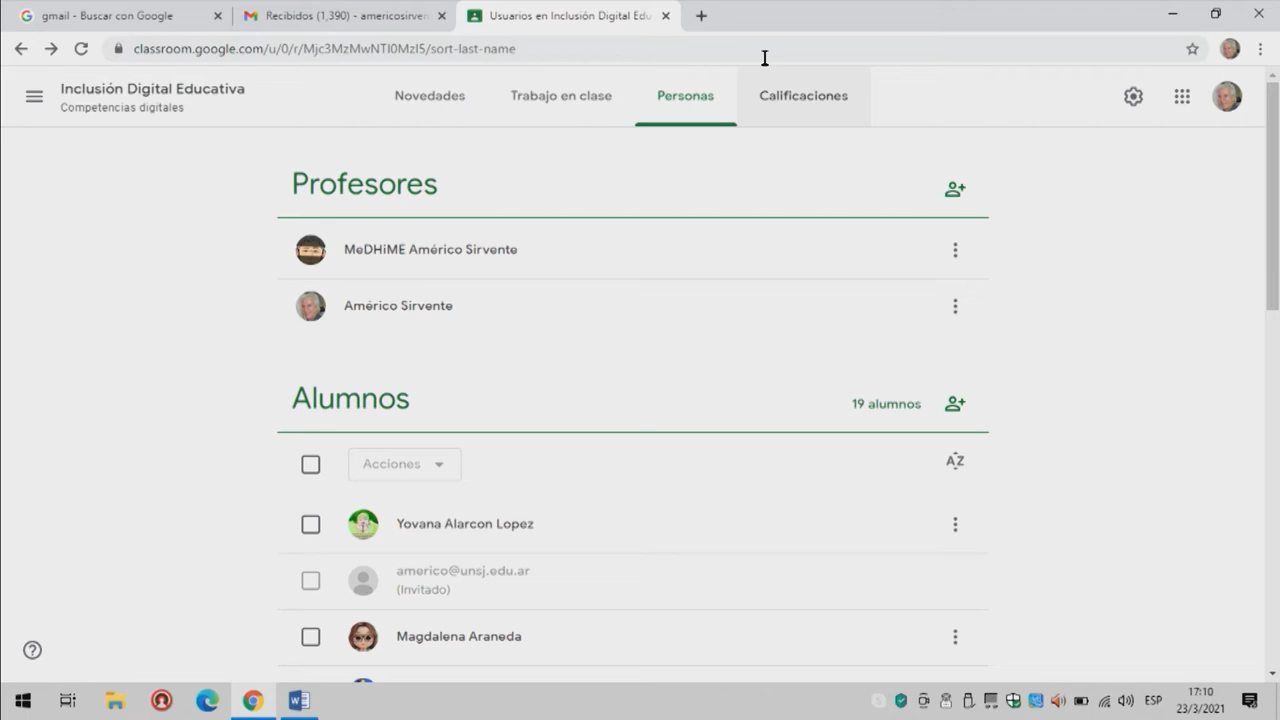 gmail - Buscar con Google
Recibidos (1,390) - americosirven
Usuarios en Inclusión Digital Edu
classroom.google.com/u/0/r/Mjc3MzMwNTI0MzI5/sort-last-name
Inclusión Digital Educativa
Competencias digitales
Novedades
Trabajo en clase
Personas
Calificaciones
Profesores
MeDHiME Américo Sirvente
Américo Sirvente
Alumnos
19 alumnos
Acciones
AZ
Yovana Alarcon Lopez
americo@unsj.edu.ar
(Invitado)
Magdalena Araneda
ESP
17:10
23/3/2021